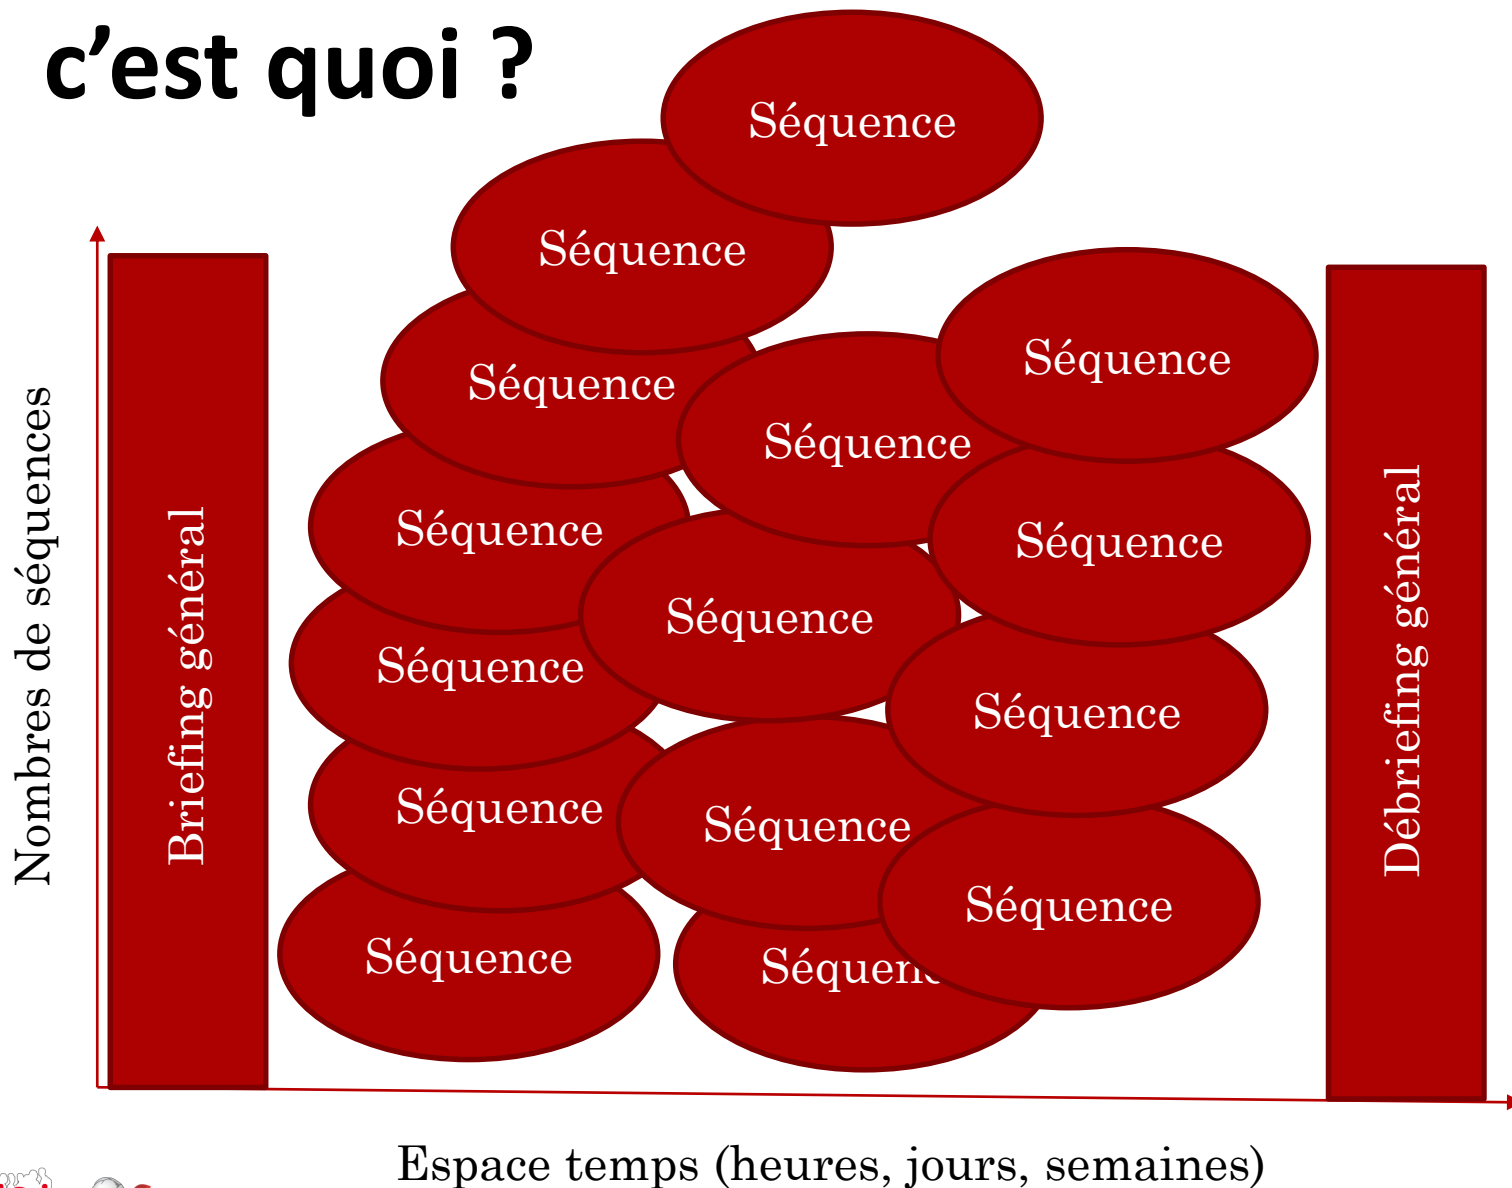 c’est quoi ?
Séquence
Séquence
Séquence
Séquence
Séquence
Séquence
Séquence
Séquence
Séquence
Séquence
Séquence
Séquence
Séquence
Séquence
Séquen
Nombres de séquences
Briefing général
Débriefing général
Espace temps (heures, jours, semaines)